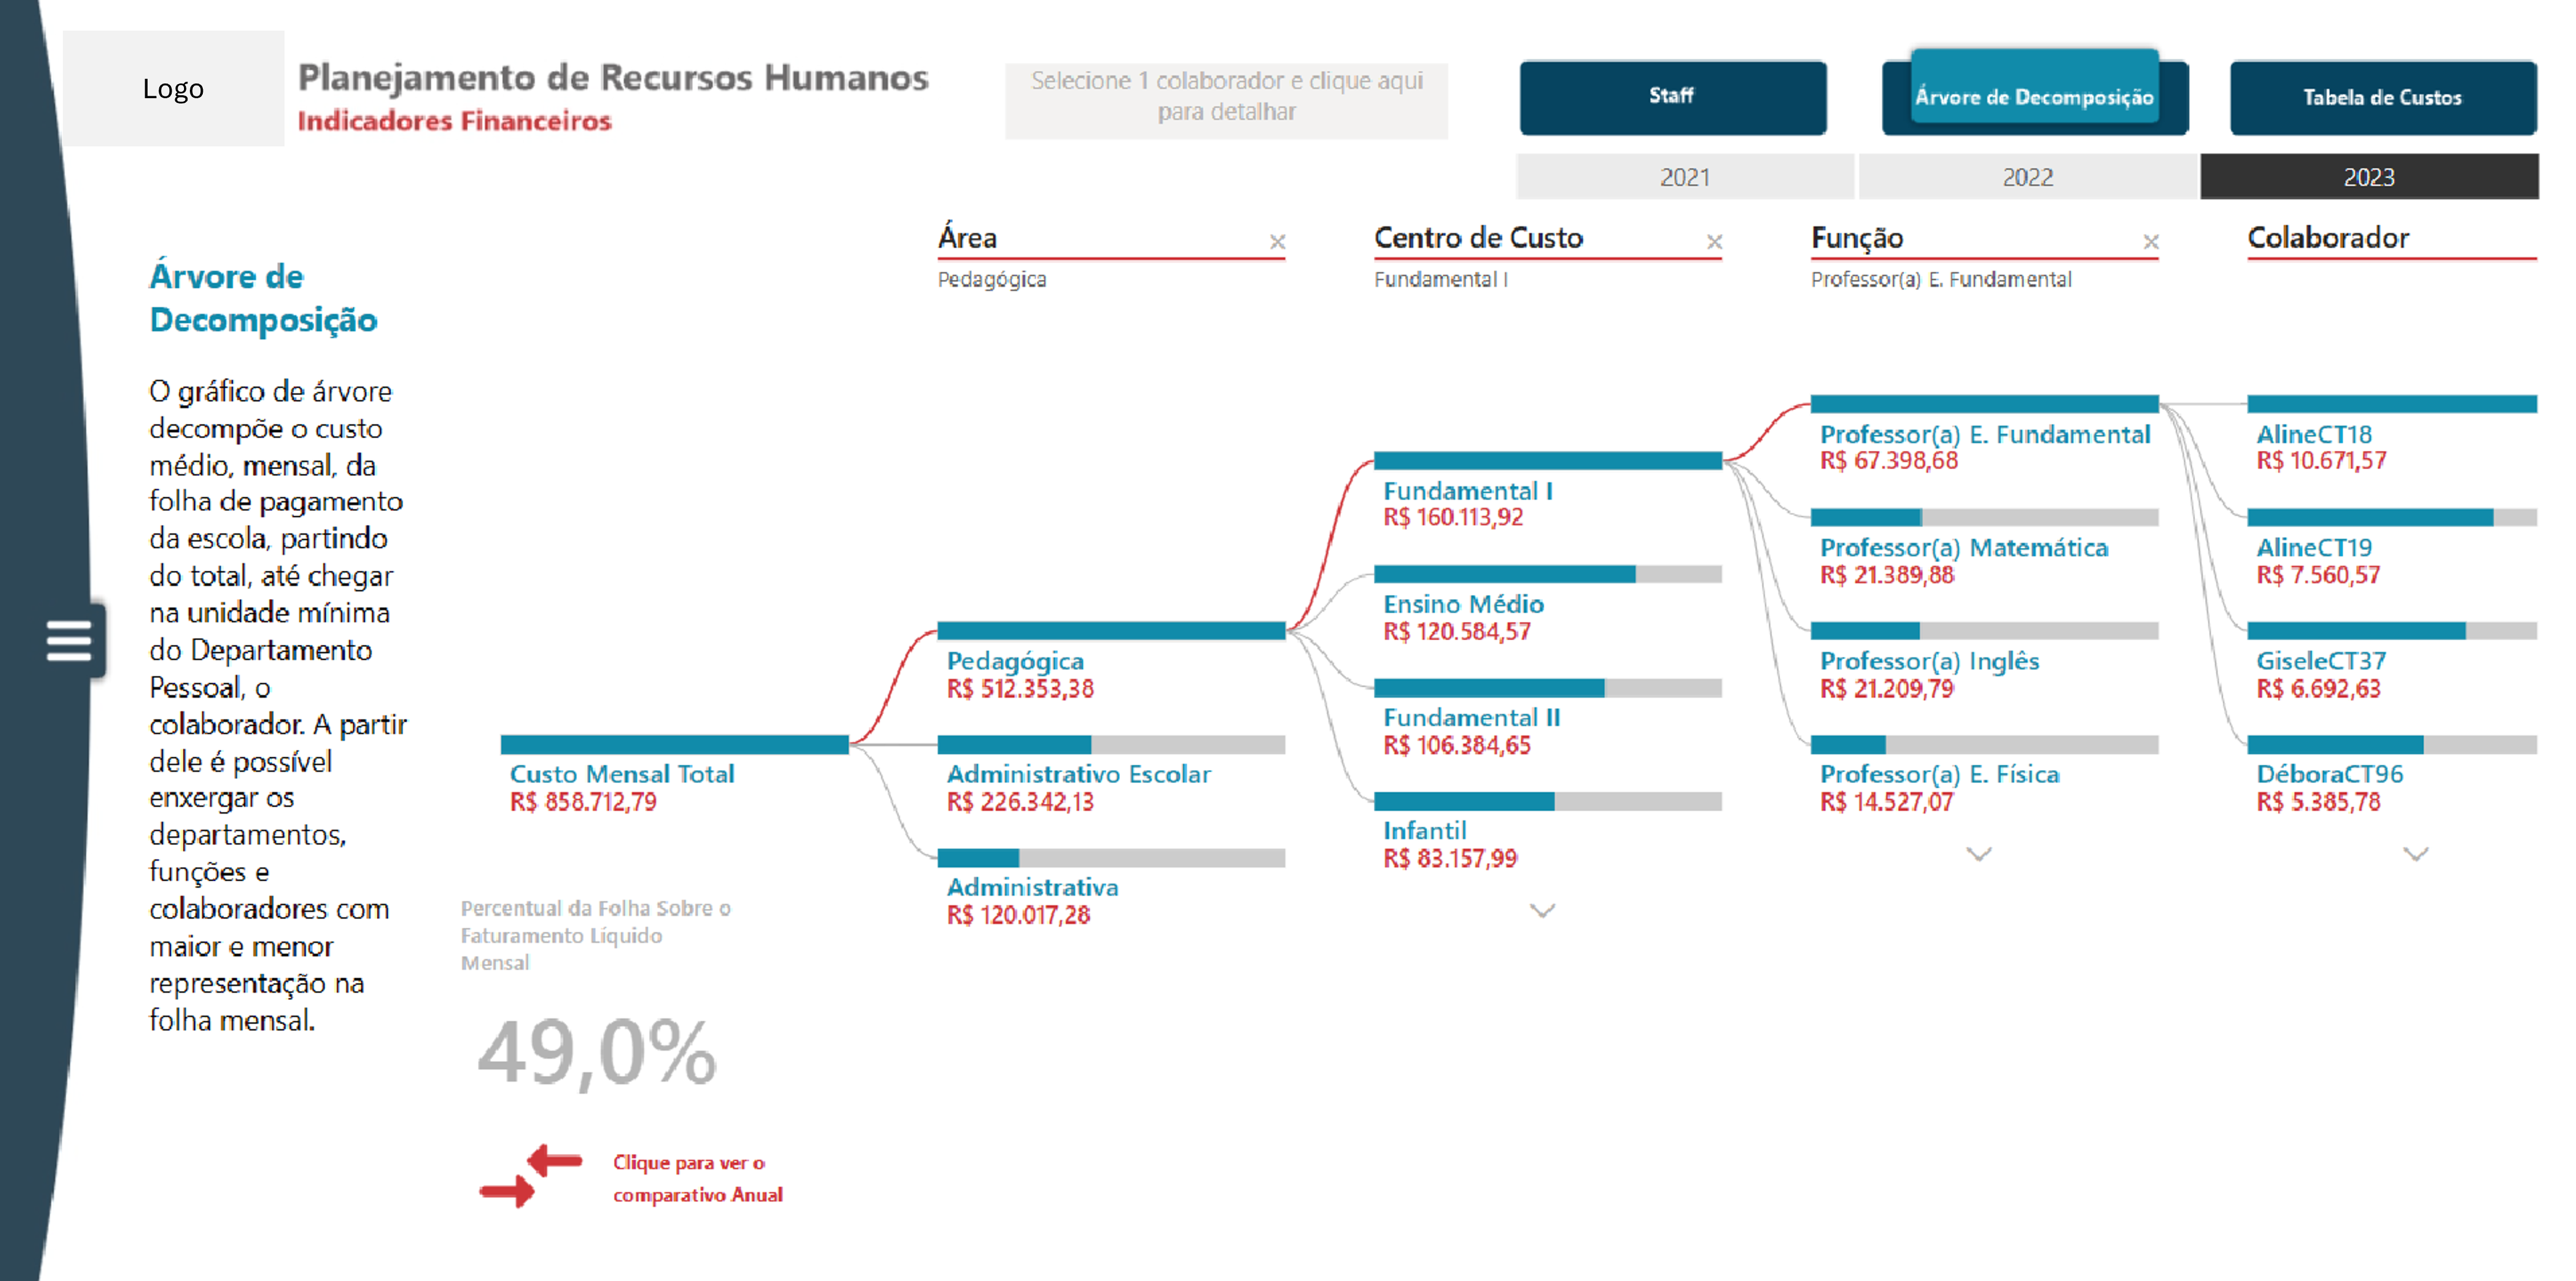 Logo
Planejamento de Recursos Humanos
Indicadores Financeiros
Selecione 1 colaborador e clique aqui
para detalhar
Staff
Árvore de Decomposição
Tabela de Custos
2021
2022
2023
Área
Pedagógica
Centro de Custo
Fundamental I
Função
Professor(a) E. Fundamental
Colaborador
Árvore de
Decomposição
O gráfico de árvore
decompõe o custo
médio, mensal, da
folha de pagamento
da escola, partindo
do total, até chegar
na unidade mínima
do Departamento
Pessoal, o
colaborador. A partir
dele é possível
enxergar os
departamentos,
funções e
colaboradores com
maior e menor
representação na
folha mensal.
Custo Mensal Total
R$ 858.712,79
Pedagógica
R$ 512.353,38
Administrativo Escolar
R$ 226.342,13
Administrativa
R$ 120.017,28
Fundamental I
R$ 160.113,92
Ensino Médio
R$ 120.584,57
Fundamental II
R$ 106.384,65
Infantil
R$ 83.157,99
Professor(a) E. Fundamental
R$ 67.398,68
Professor(a) Matemática
R$ 21.389,88
Professor(a) Inglês
R$ 21.209,79
Professor(a) E. Física
R$ 14.527,07
AlineCT18
R$ 10.671,57
AlineCT19
R$ 7.560,57
GiseleCT37
R$ 6.692,63
DéboraCT96
R$ 5.385,78
Percentual da Folha Sobre o
Faturamento Líquido
Mensal
49,0%
Clique para ver o
comparativo Anual